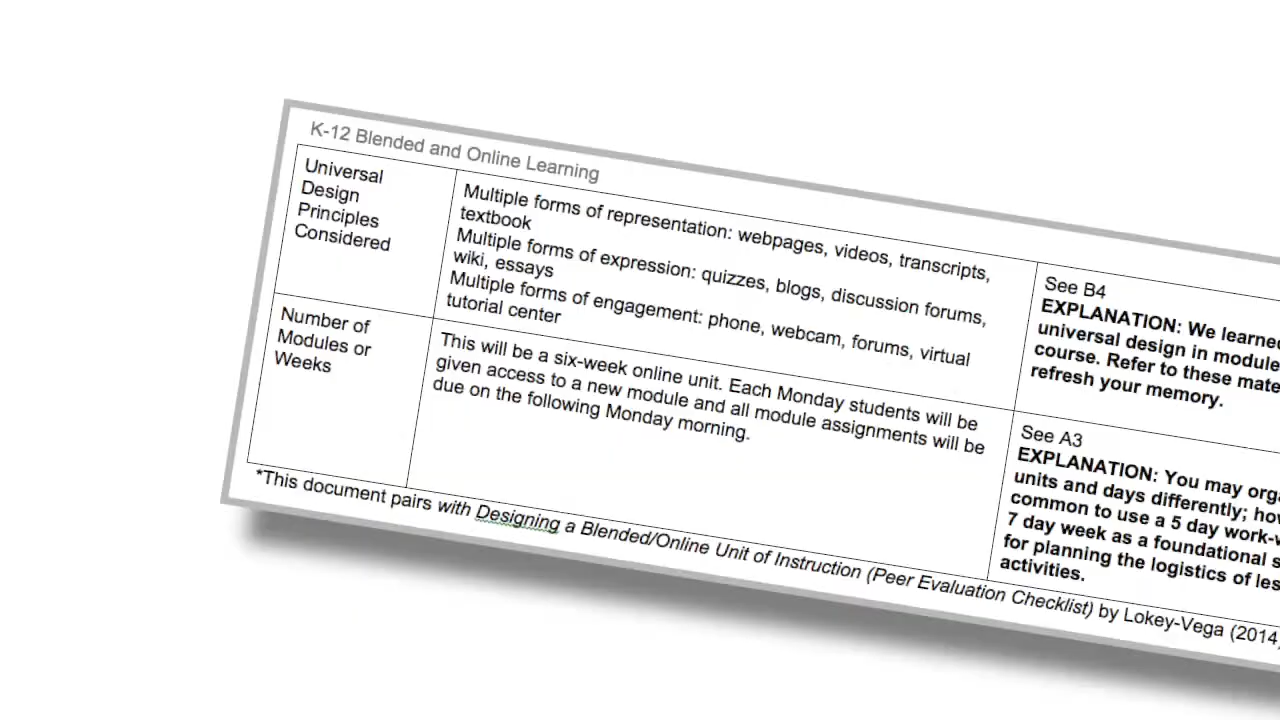 K-12 Blended and Online Learning
Universal
Design
Principles
Considered
Multiple forms of representation: webpages, videos, transcripts,
textbook
Multiple forms of expression: quizzes, blogs, discussion forums,
wiki, essays
Multiple forms of engagement: phone, webcam, forums, virtual
tutorial center
See B4
EXPLANATION: We learned
universal design in module
course. Refer to these
refresh your memory.
Number of
Modules or
Weeks
This will be a six-week online unit. Each Monday students will be
given access to a new module and all module assignments will be
due on the following Monday morning.
See A3
EXPLANATION: You may
units and days differently;
common to use a 5 day
7 day week as a foundational
for planning the logistics of
activities.
*This document pairs with Designing a Blended/Online Unit of Instruction (Peer Evaluation Checklist) by Lokey-Vega (2014)